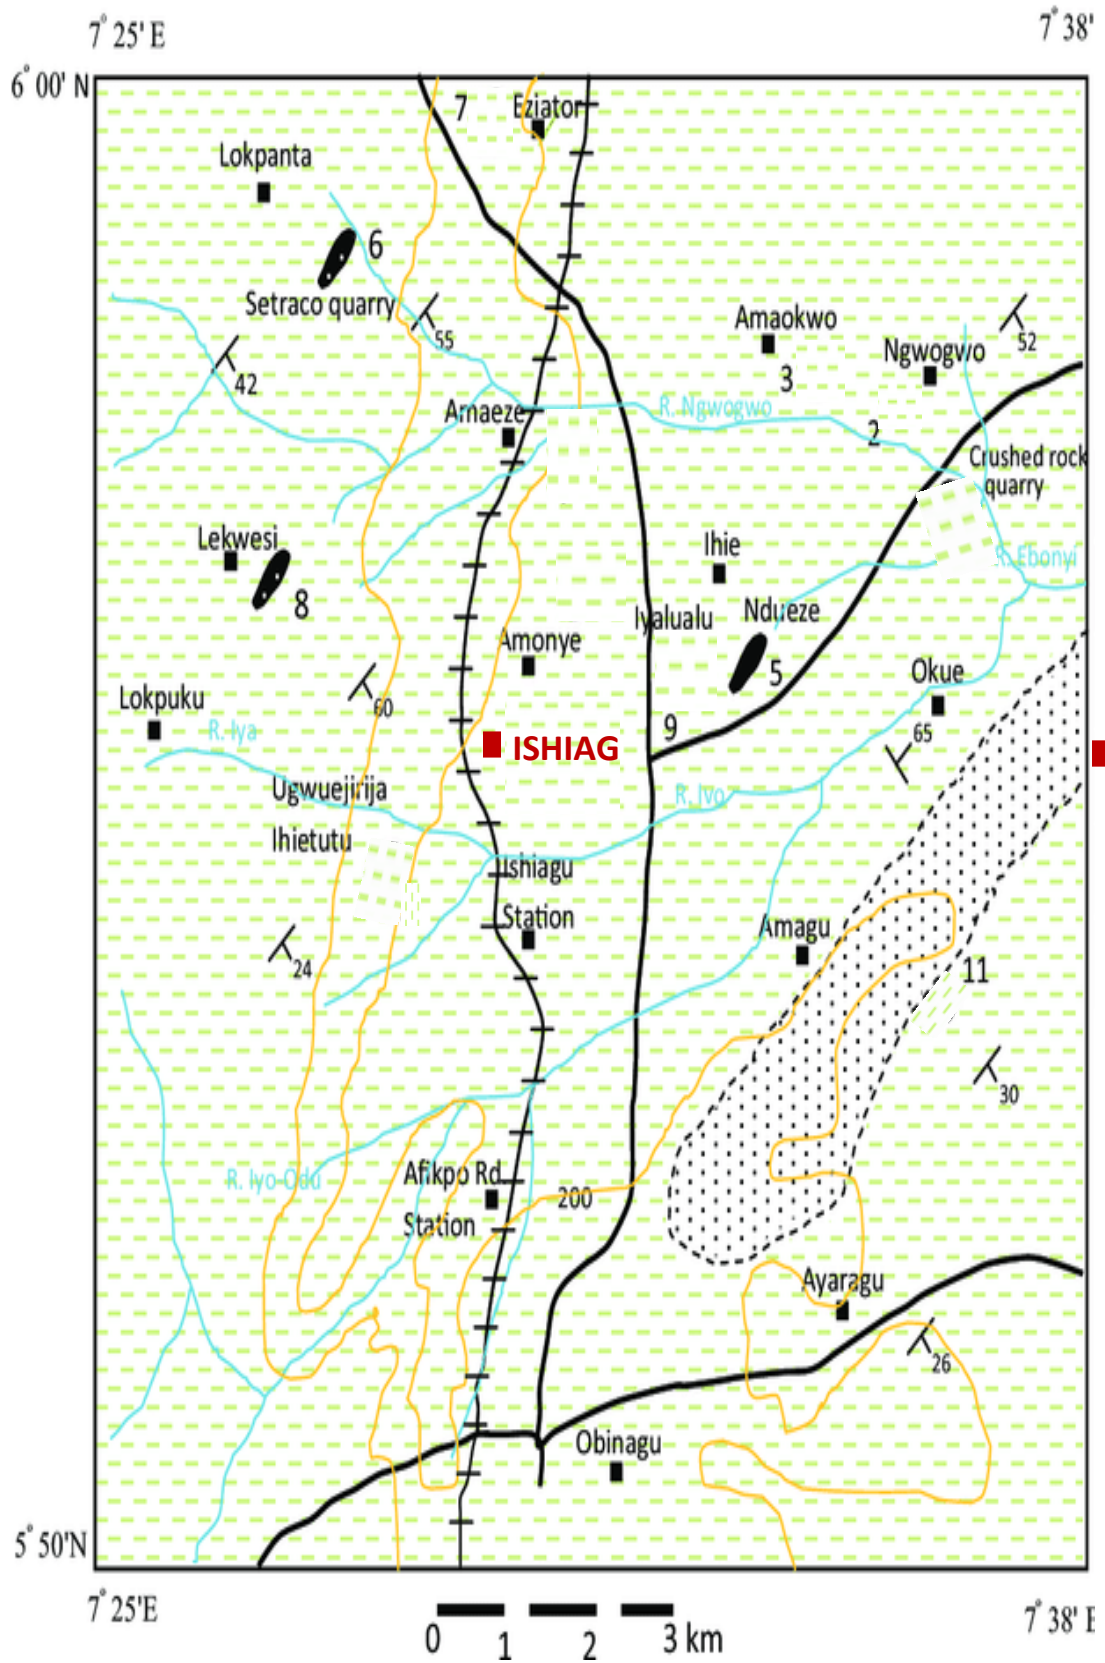 7° 25' E
7° 38'
6° 00' N
7
Eziator
Lokpanta
6
Setraco quarry
55
42
Amaokwo
3
Ngwogwo
52
Amaeze
R. Ngwogwo
2
Crushed rock
quarry
Lekwesi
8
Ihie
R. Ebonyi
Iyalualu
Ndueze
5
Amonye
60
Lokpuku
R. Iya
Okue
65
9
ISHIAG
Ugwuejirija
R. Ivo
Ihietutu
Ishiagu
Station
24
Amagu
11
30
R. Iyo Odu
Afikpo Rd
Station
200
Ayaragu
26
Obinagu
5° 50'N
7° 25'E
7° 38' E
0 1 2 3 km